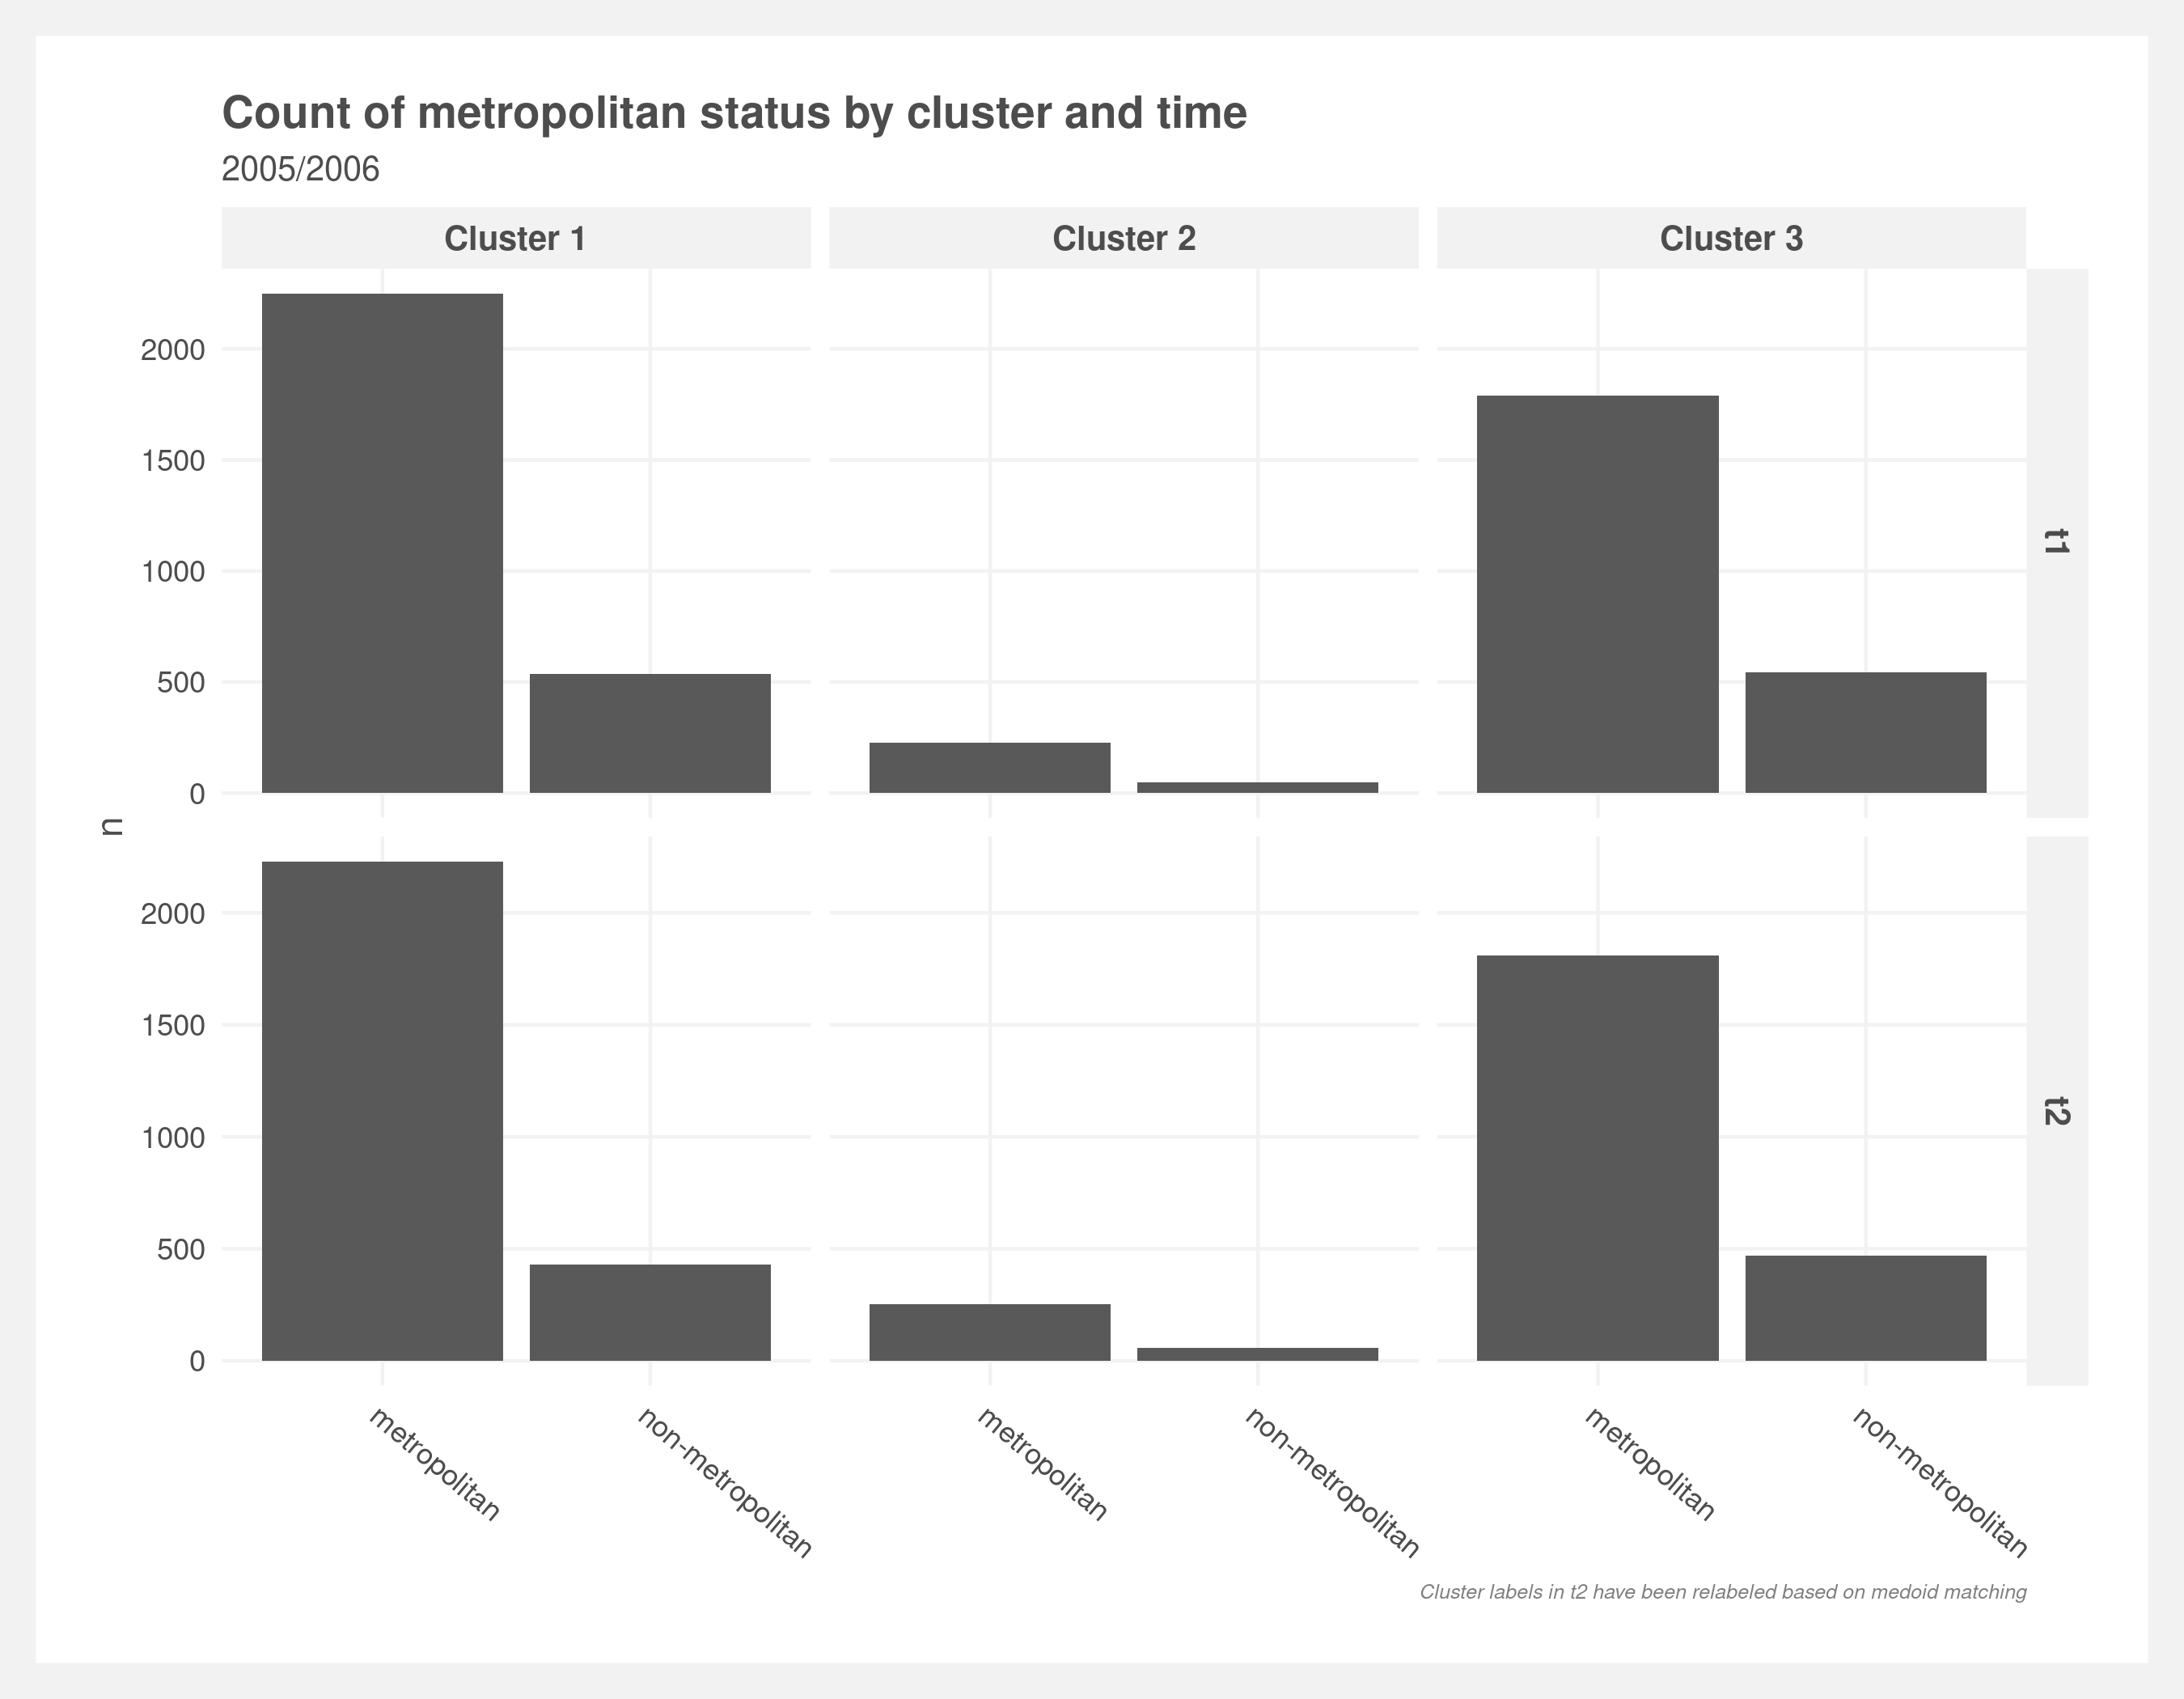 Count of metropolitan status by cluster and time
2005/2006
Cluster 1
Cluster 2
Cluster 3
2000
1500
1000
500
0
t1
n
2000
1500
1000
500
0
t2
metropolitan
non-metropolitan
metropolitan
non-metropolitan
metropolitan
non-metropolitan
Cluster labels in t2 have been relabeled based on medoid matching